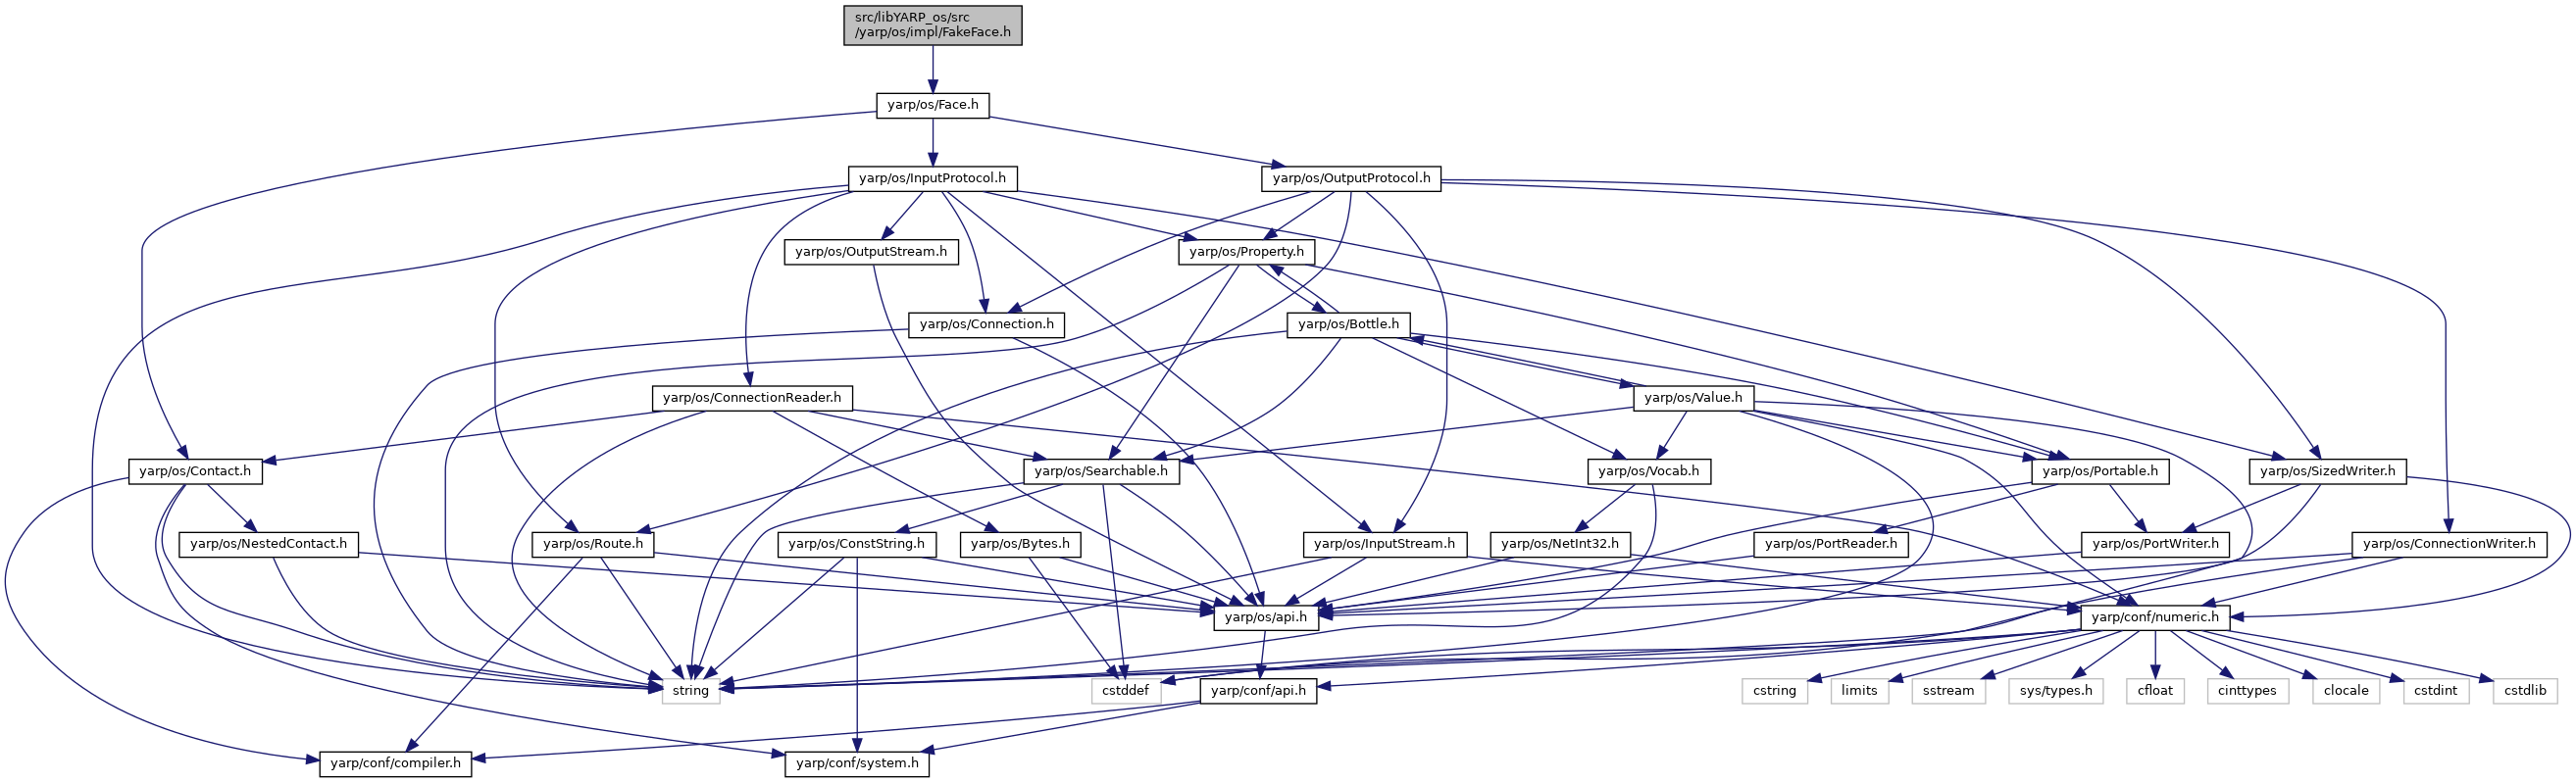 src/libYARP_os/src
/yarp/os/impl/FakeFace.h
yarp/os/Face.h
yarp/os/InputProtocol.h
yarp/os/OutputProtocol.h
yarp/os/OutputStream.h
yarp/os/Property.h
yarp/os/Connection.h
yarp/os/Bottle.h
yarp/os/ConnectionReader.h
yarp/os/Value.h
yarp/os/Contact.h
yarp/os/Searchable.h
yarp/os/Vocab.h
yarp/os/Portable.h
yarp/os/SizedWriter.h
yarp/os/NestedContact.h
yarp/os/Route.h
yarp/os/ConstString.h
yarp/os/Bytes.h
yarp/os/InputStream.h
yarp/os/NetInt32.h
yarp/os/PortReader.h
yarp/os/PortWriter.h
yarp/os/ConnectionWriter.h
yarp/os/api.h
yarp/conf/numeric.h
string
cstddef
yarp/conf/api.h
cstring
limits
sstream
sys/types.h
cfloat
cinttypes
clocale
cstdint
cstdlib
yarp/conf/compiler.h
yarp/conf/system.h